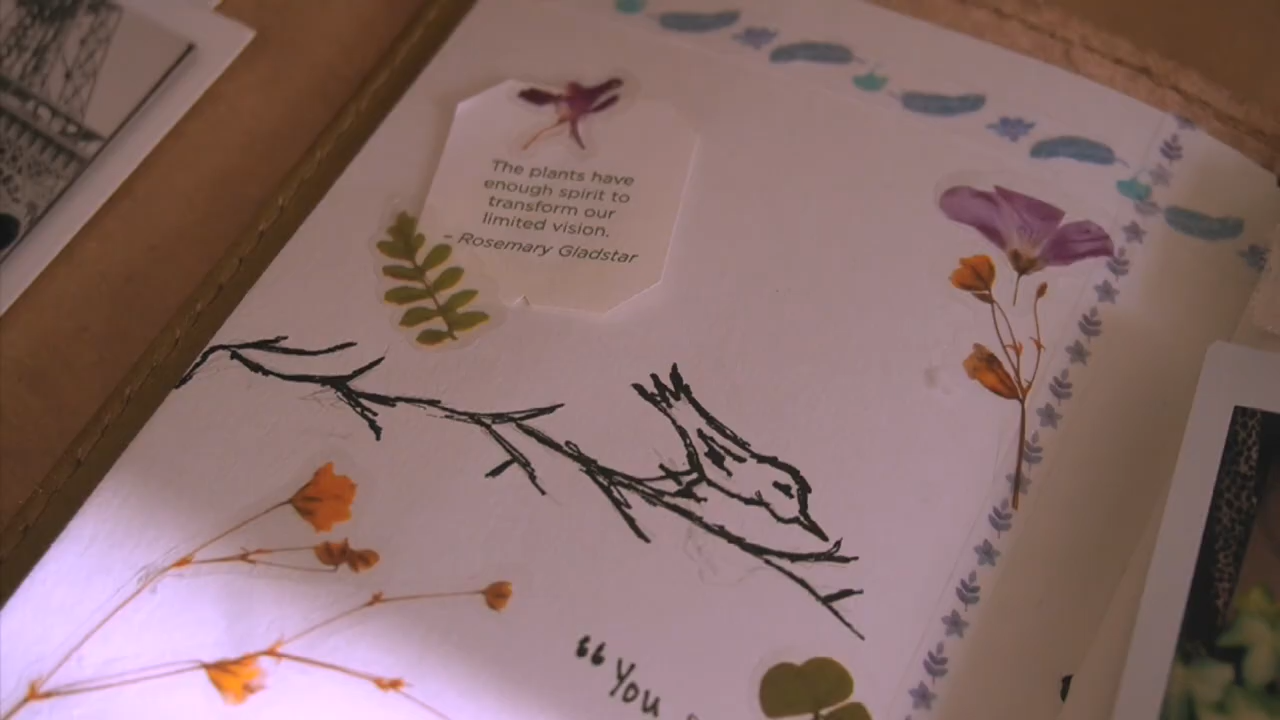 The plants have
enough spirit to
transform our
limited vision.
- Rosemary Gladstar
“You